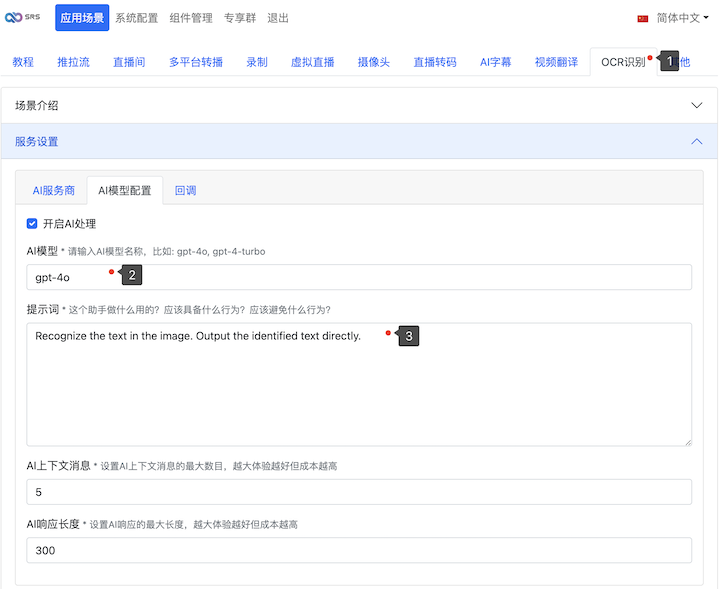 SRS 应用场景 系统配置 组件管理 专享群 退出 简体中文
教程 推拉流 直播间 多平台转播 录制 虚拟直播 摄像头 直播转码 AI字幕 视频翻译 OCR识别 1 他
场景介绍
服务设置
AI服务商 AI模型配置 回调
开启AI处理
AI模型 * 请输入AI模型名称，比如: gpt-4o, gpt-4-turbo
gpt-4o 2
提示词 * 这个助手做什么用的？应该具备什么行为？应该避免什么行为？
Recognize the text in the image. Output the identified text directly. 3
AI上下文消息 * 设置AI上下文消息的最大数目，越大体验越好但成本越高
5
AI响应长度 * 设置AI响应的最大长度，越大体验越好但成本越高
300